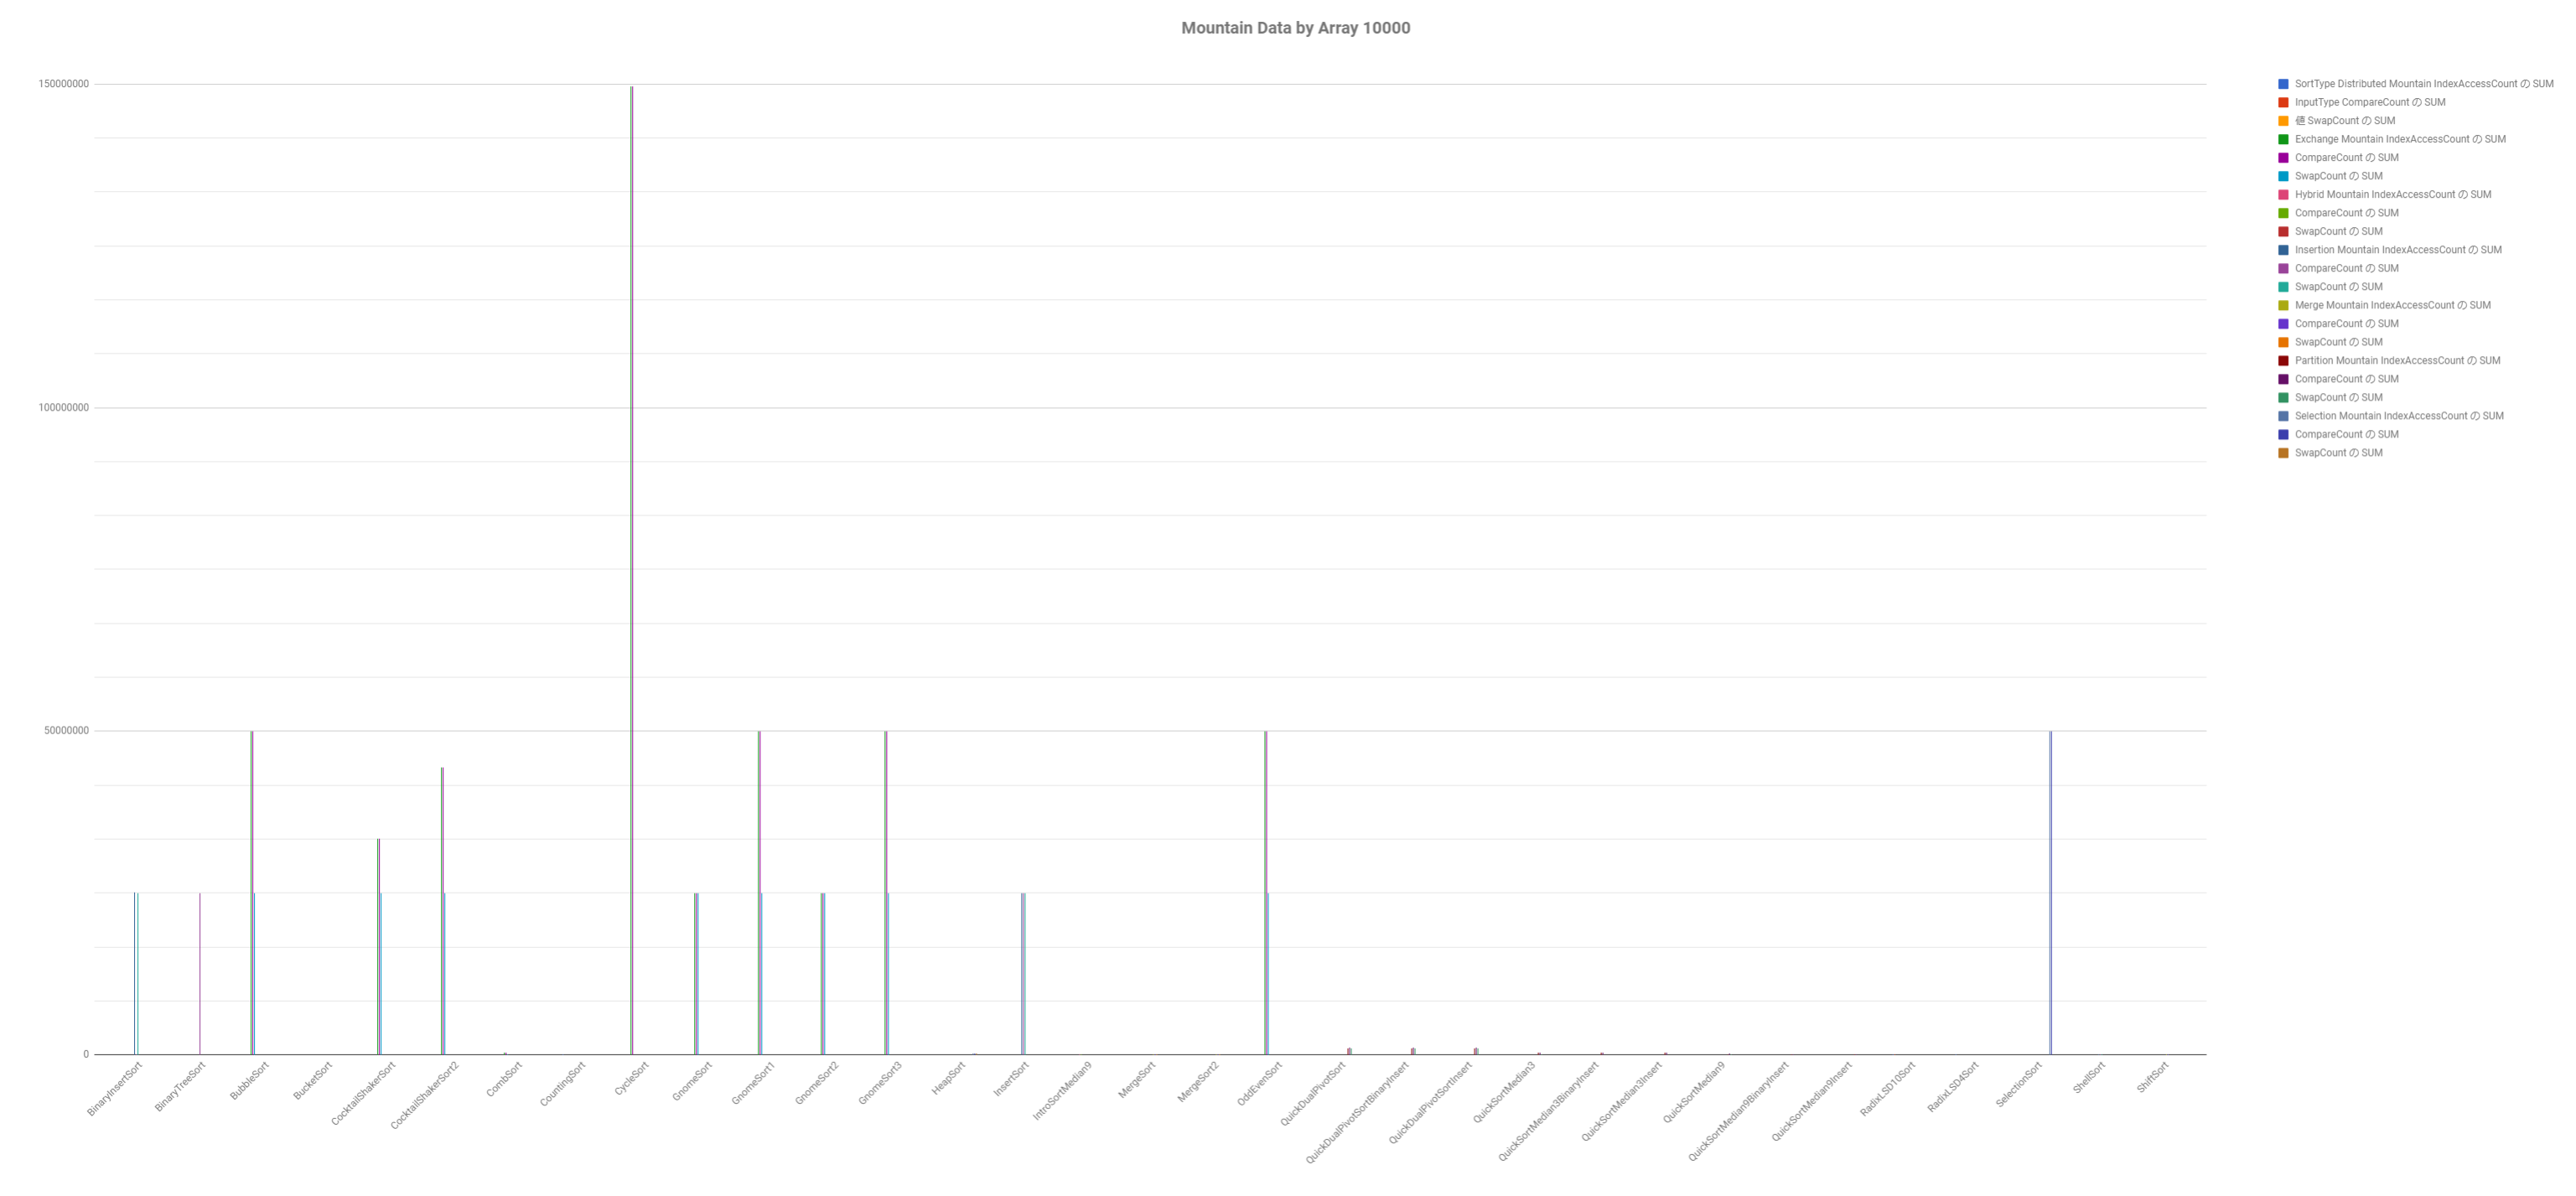 Mountain Data by Array 10000
150000000
100000000
50000000
0
BinaryInsertSort
BinaryTreeSort
BubbleSort
BucketSort
CocktailShakerSort
CocktailShakerSort2
CombSort
CountingSort
CycleSort
GnomeSort
GnomeSort1
GnomeSort2
GnomeSort3
HeapSort
InsertSort
IntroSortMedian9
MergeSort
MergeSort2
OddEvenSort
QuickDualPivotSort
QuickDualPivotSortBinaryInsert
QuickDualPivotSortInsert
QuickSortMedian3
QuickSortMedian3BinaryInsert
QuickSortMedian3Insert
QuickSortMedian9
QuickSortMedian9BinaryInsert
QuickSortMedian9Insert
RadixLSD10Sort
RadixLSD4Sort
SelectionSort
ShellSort
ShiftSort
SortType Distributed Mountain IndexAccessCount の SUM
InputType CompareCount の SUM
値 SwapCount の SUM
Exchange Mountain IndexAccessCount の SUM
CompareCount の SUM
SwapCount の SUM
Hybrid Mountain IndexAccessCount の SUM
CompareCount の SUM
SwapCount の SUM
Insertion Mountain IndexAccessCount の SUM
CompareCount の SUM
SwapCount の SUM
Merge Mountain IndexAccessCount の SUM
CompareCount の SUM
SwapCount の SUM
Partition Mountain IndexAccessCount の SUM
CompareCount の SUM
SwapCount の SUM
Selection Mountain IndexAccessCount の SUM
CompareCount の SUM
SwapCount の SUM